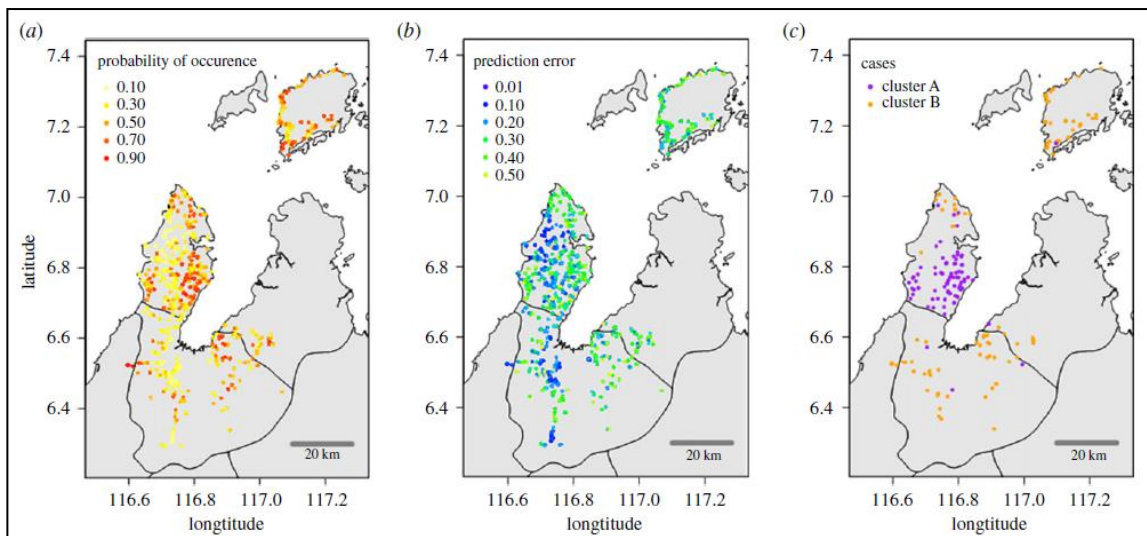 (a)
probability of occurence
0.10
0.30
0.50
0.70
0.90
7.4
7.2
7.0
6.8
6.6
6.4
latitude
20 km
116.6 116.8 117.0 117.2
longtitude
(b)
prediction error
0.01
0.10
0.20
0.30
0.40
0.50
7.4
7.2
7.0
6.8
6.6
6.4
20 km
116.6 116.8 117.0 117.2
longtitude
(c)
cases
cluster A
cluster B
7.4
7.2
7.0
6.8
6.6
6.4
20 km
116.6 116.8 117.0 117.2
longtitude